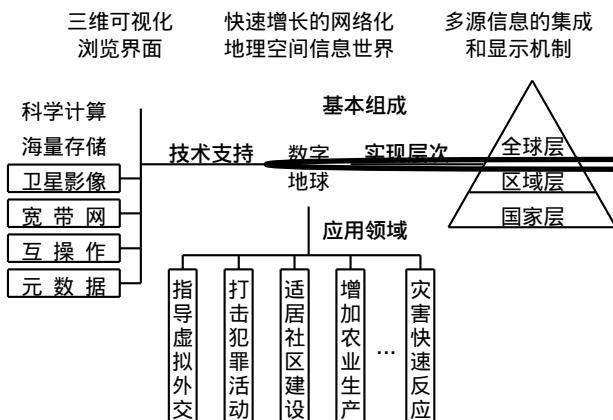 三维可视化
浏览界面
快速增长的网络化
地理空间信息世界
多源信息的集成
和显示机制
基本组成
科学计算
海量存储
卫星影像
宽带网
互操作
元数据
技术支持
数字
地球
实现层次
全球层
区域层
国家层
应用领域
指导虚拟外交
打击犯罪活动
适居社区建设
增加农业生产
…
灾害快速反应